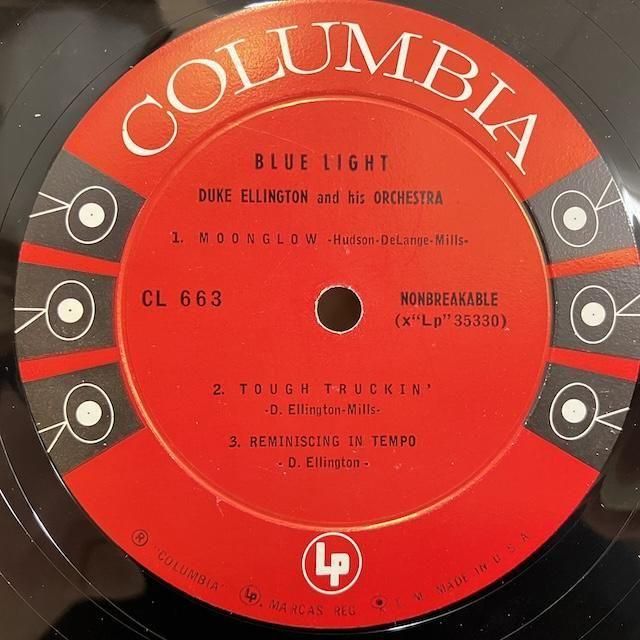 COLUMBIA
BLUE LIGHT
DUKE ELLINGTON and his ORCHESTRA
1. MOONGLOW -Hudson-DeLange-Mills-
CL 663
NONBREAKABLE
(x"Lp" 35330)
2. TOUGH TRUCKIN'
-D. Ellington-Mills-
3. REMINISCING IN TEMPO
- D. Ellington -
LP
Ⓡ "COLUMBIA" LP MARCAS REG. T. M. MADE IN U.S.A.